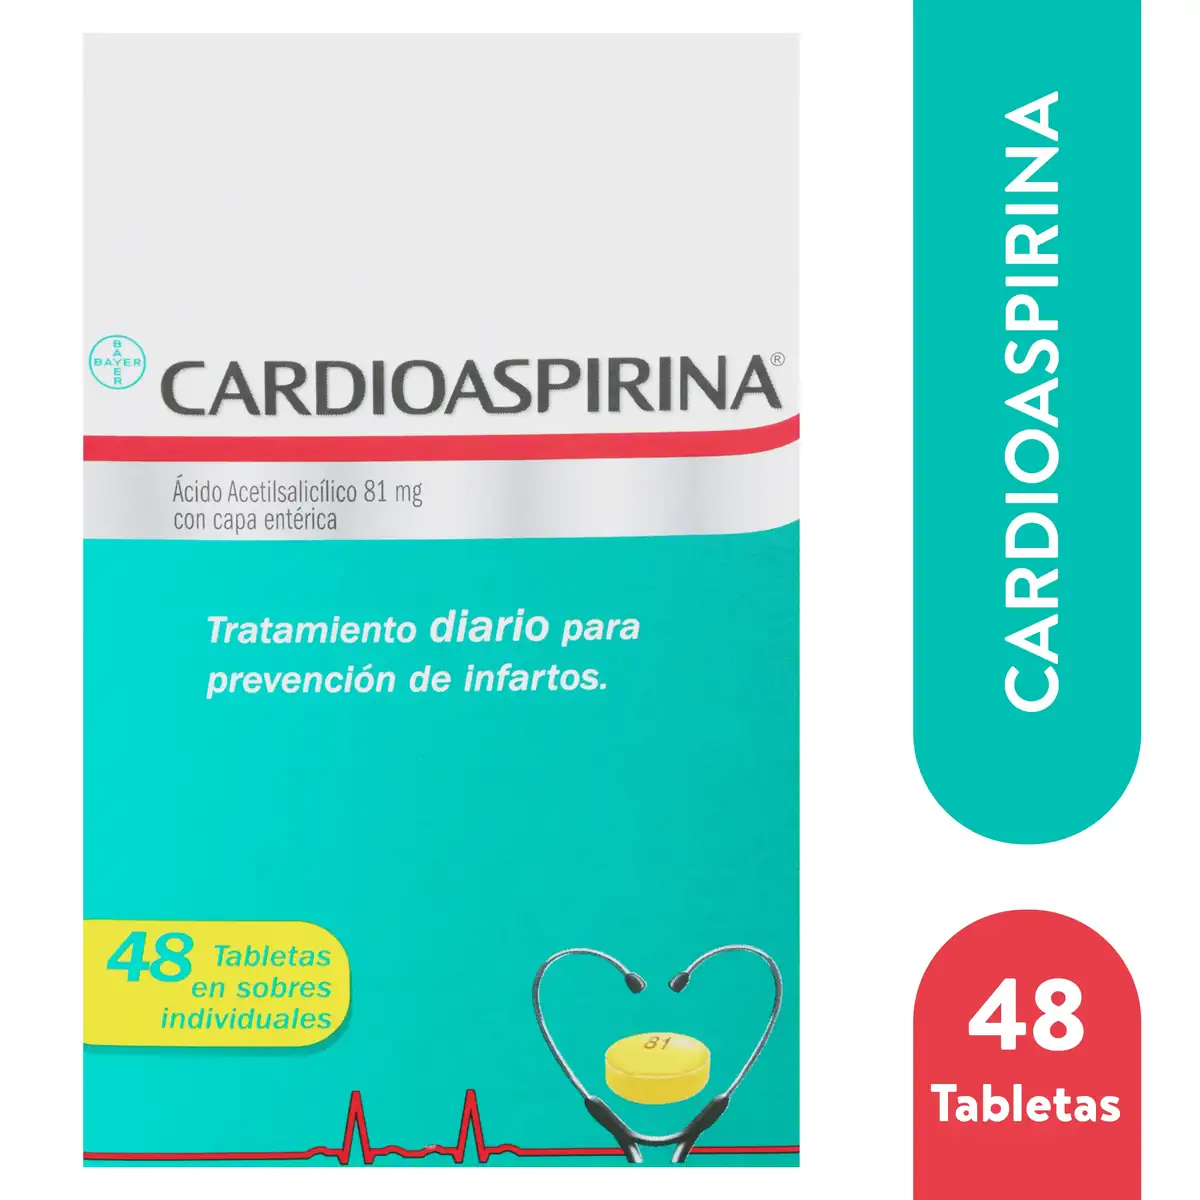 BAYER
BAYER
CARDIOASPIRINA®
Ácido Acetilsalicílico 81 mg
con capa entérica
Tratamiento diario para
prevención de infartos.
48 Tabletas
en sobres
individuales
81
CARDIOASPIRINA
48
Tabletas